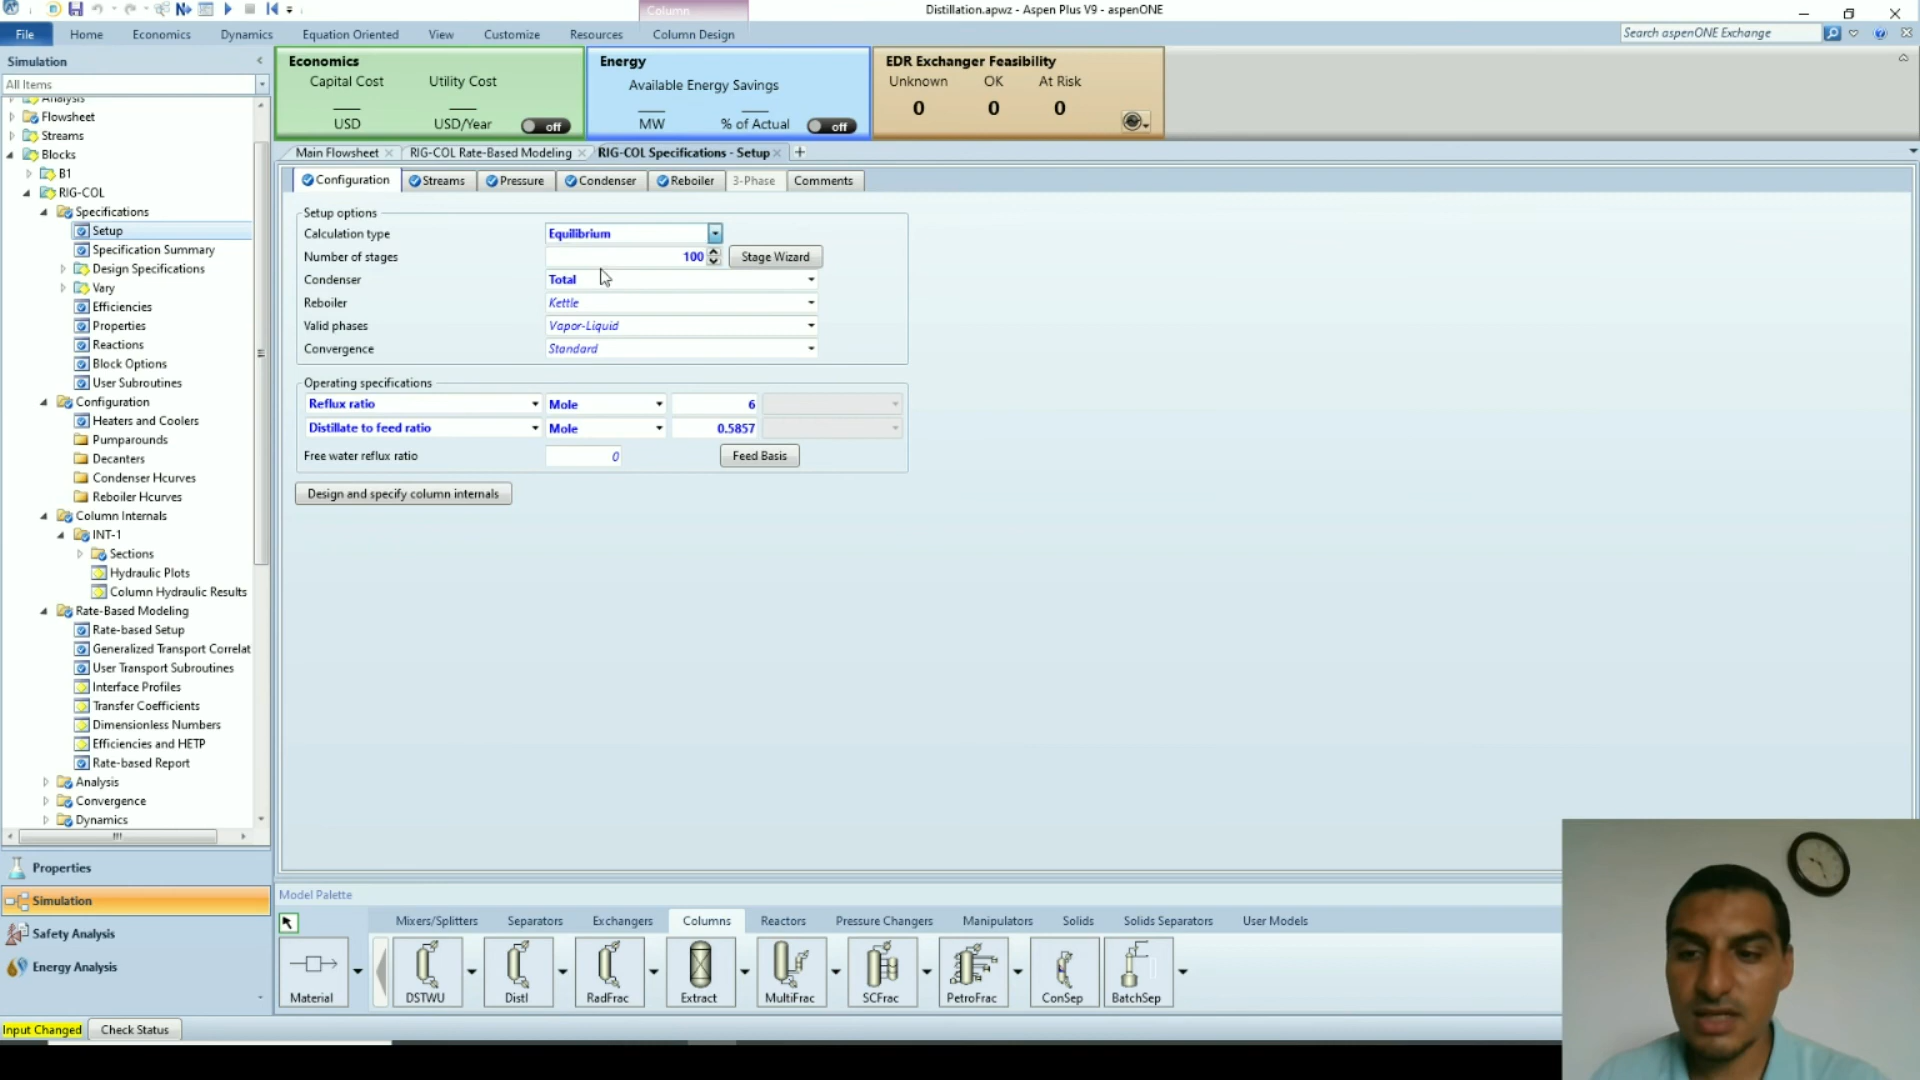 Column
Distillation.apwz - Aspen Plus V9 - aspenONE
File Home Economics Dynamics Equation Oriented View Customize Resources Column Design
Search aspenONE Exchange
Simulation
All Items
Analysis
Flowsheet
Streams
Blocks
B1
RIG-COL
Specifications
Setup
Specification Summary
Design Specifications
Vary
Efficiencies
Properties
Reactions
Block Options
User Subroutines
Configuration
Heaters and Coolers
Pumparounds
Decanters
Condenser Hcurves
Reboiler Hcurves
Column Internals
INT-1
Sections
Hydraulic Plots
Column Hydraulic Results
Rate-Based Modeling
Rate-based Setup
Generalized Transport Correlat
User Transport Subroutines
Interface Profiles
Transfer Coefficients
Dimensionless Numbers
Efficiencies and HETP
Rate-based Report
Analysis
Convergence
Dynamics
Properties
Simulation
Safety Analysis
Energy Analysis
Economics
Capital Cost Utility Cost
USD USD/Year off
Energy
Available Energy Savings
MW % of Actual off
EDR Exchanger Feasibility
Unknown OK At Risk
0 0 0
Main Flowsheet RIG-COL Rate-Based Modeling RIG-COL Specifications - Setup +
Configuration Streams Pressure Condenser Reboiler 3-Phase Comments
Setup options
Calculation type Equilibrium
Number of stages 100 Stage Wizard
Condenser Total
Reboiler Kettle
Valid phases Vapor-Liquid
Convergence Standard
Operating specifications
Reflux ratio Mole 6
Distillate to feed ratio Mole 0.5857
Free water reflux ratio 0 Feed Basis
Design and specify column internals
Model Palette
Mixers/Splitters Separators Exchangers Columns Reactors Pressure Changers Manipulators Solids Solids Separators User Models
Material DSTWU Distl RadFrac Extract MultiFrac SCFrac PetroFrac ConSep BatchSep
Input Changed Check Status